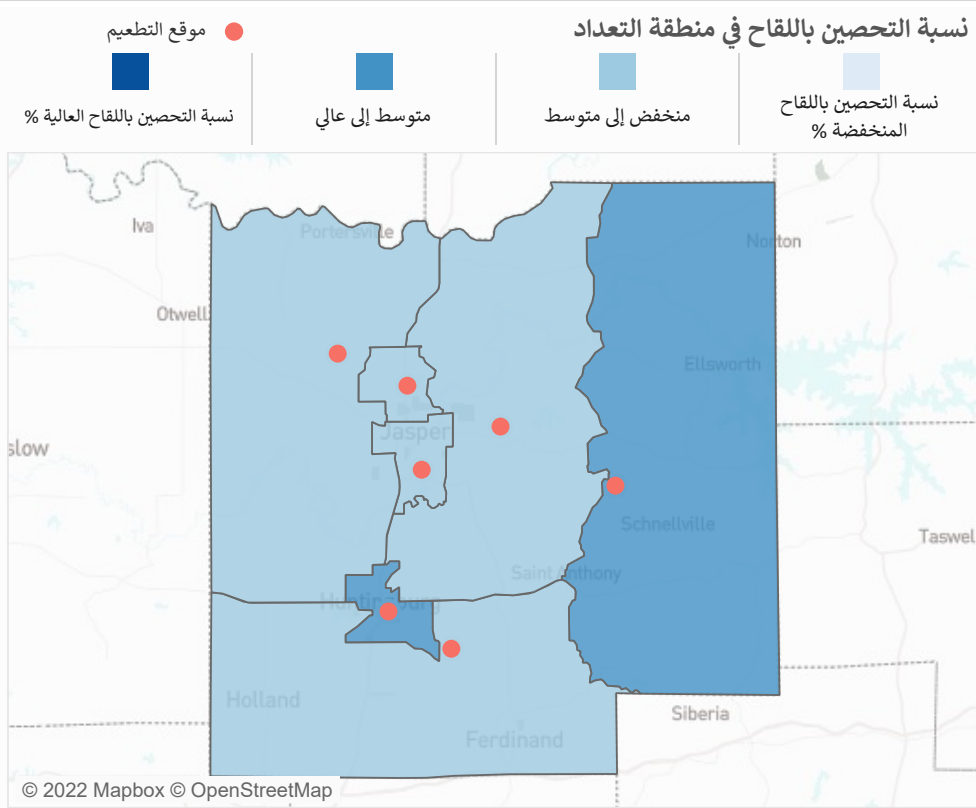 نسبة التحصين باللقاح في منطقة التعداد
موقع التطعيم
نسبة التحصين باللقاح
المنخفضة %
منخفض إلى متوسط
متوسط إلى عالي
نسبة التحصين باللقاح العالية %
Iva
Portersville
Norton
Otwell
Ellsworth
Jasper
slow
Schnellville
Taswel
Saint Anthony
Huntingburg
Holland
Siberia
Ferdinand
© 2022 Mapbox © OpenStreetMap